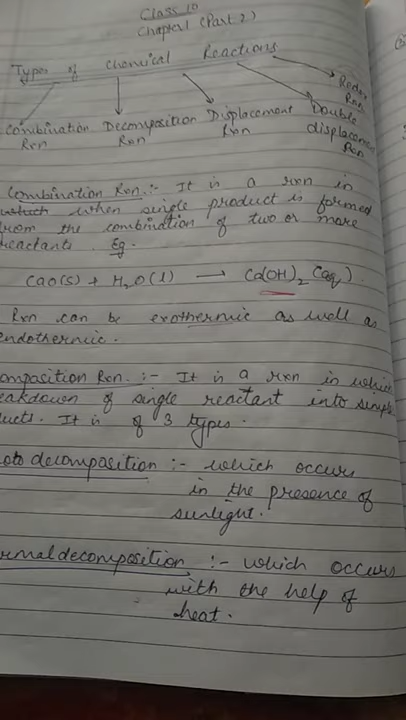 Class 10
Chapter 1 (Part 2)
Types of Chemical Reactions
Combination Rxn Decomposition Rxn Displacement Rxn Double displacement Rxn Redox Rxn
Combination Rxn :- It is a rxn in
which when single product is formed
from the combination of two or more
reactants. Eg.
CaO(s) + H2O(l) → Ca(OH)2 (aq)
Rxn can be exothermic as well as
endothermic.
omposition Rxn. :- It is a rxn in which
eakdown of single reactant into simple
ucts. It is of 3 types.
oto decomposition :- which occurs
in the presence of
sunlight.
ermal decomposition :- which occurs
with the help of
heat.